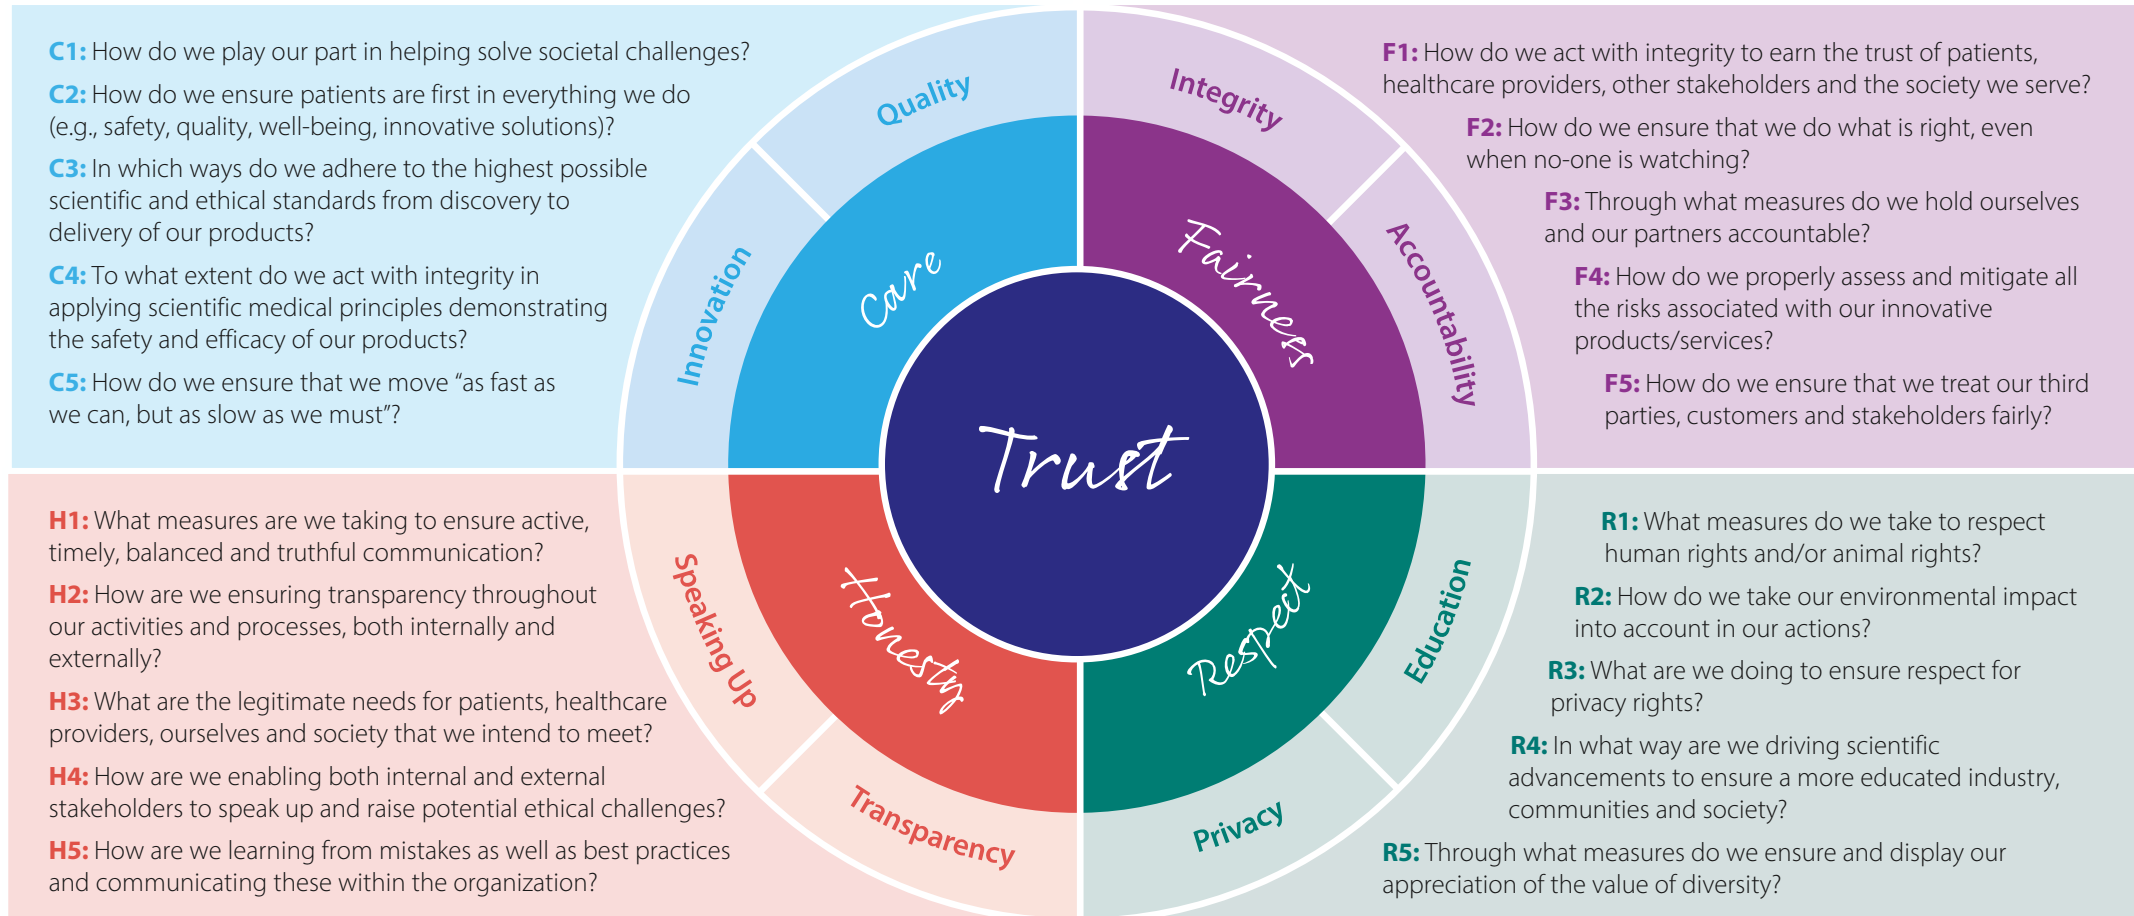 C1: How do we play our part in helping solve societal challenges?
C2: How do we ensure patients are first in everything we do
(e.g., safety, quality, well-being, innovative solutions)?
C3: In which ways do we adhere to the highest possible
scientific and ethical standards from discovery to
delivery of our products?
C4: To what extent do we act with integrity in
applying scientific medical principles demonstrating
the safety and efficacy of our products?
C5: How do we ensure that we move “as fast as
we can, but as slow as we must”?
Quality
Innovation
Care
Integrity
Accountability
Fairness
F1: How do we act with integrity to earn the trust of patients,
healthcare providers, other stakeholders and the society we serve?
F2: How do we ensure that we do what is right, even
when no-one is watching?
F3: Through what measures do we hold ourselves
and our partners accountable?
F4: How do we properly assess and mitigate all
the risks associated with our innovative
products/services?
F5: How do we ensure that we treat our third
parties, customers and stakeholders fairly?
Trust
H1: What measures are we taking to ensure active,
timely, balanced and truthful communication?
H2: How are we ensuring transparency throughout
our activities and processes, both internally and
externally?
H3: What are the legitimate needs for patients, healthcare
providers, ourselves and society that we intend to meet?
H4: How are we enabling both internal and external
stakeholders to speak up and raise potential ethical challenges?
H5: How are we learning from mistakes as well as best practices
and communicating these within the organization?
Speaking Up
Honesty
Transparency
Respect
Education
Privacy
R1: What measures do we take to respect
human rights and/or animal rights?
R2: How do we take our environmental impact
into account in our actions?
R3: What are we doing to ensure respect for
privacy rights?
R4: In what way are we driving scientific
advancements to ensure a more educated industry,
communities and society?
R5: Through what measures do we ensure and display our
appreciation of the value of diversity?